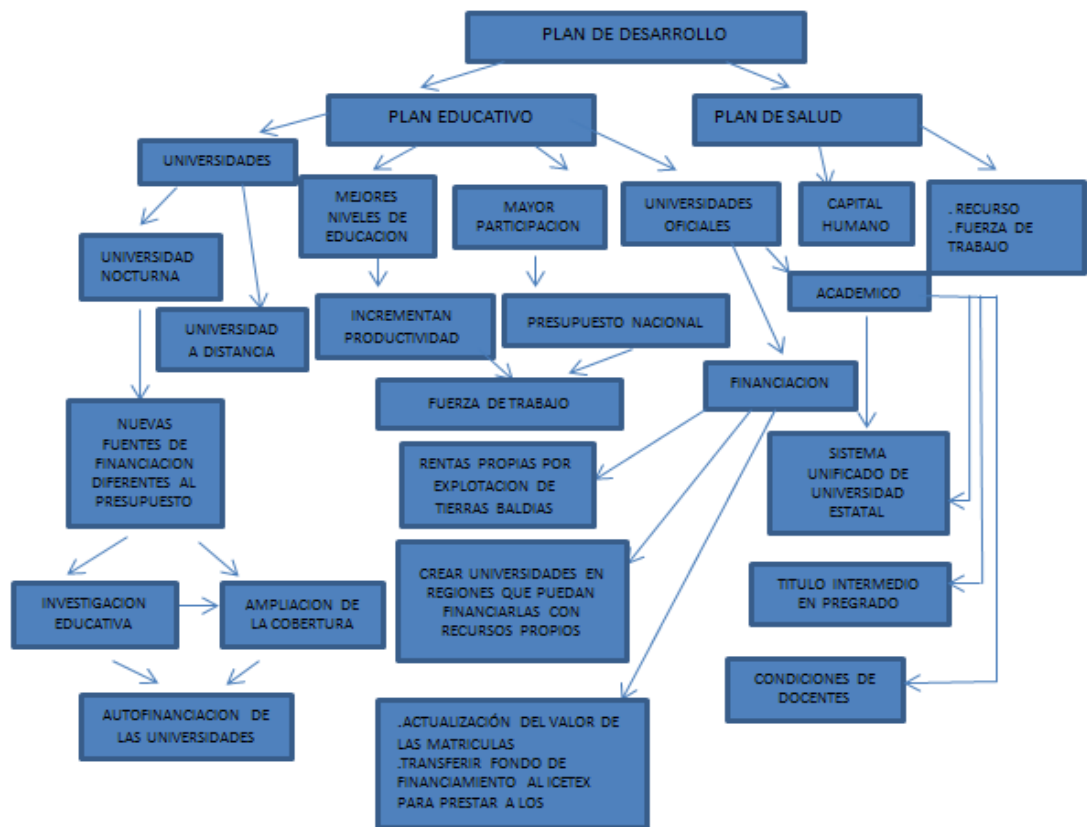 PLAN DE DESARROLLO
PLAN EDUCATIVO
PLAN DE SALUD
UNIVERSIDADES
MEJORES
NIVELES DE
EDUCACION
MAYOR
PARTICIPACION
UNIVERSIDADES
OFICIALES
CAPITAL
HUMANO
. RECURSO
. FUERZA DE
TRABAJO
UNIVERSIDAD
NOCTURNA
ACADEMICO
UNIVERSIDAD
A DISTANCIA
INCREMENTAN
PRODUCTIVIDAD
PRESUPUESTO NACIONAL
FUERZA DE TRABAJO
FINANCIACION
NUEVAS
FUENTES DE
FINANCIACION
DIFERENTES AL
PRESUPUESTO
RENTAS PROPIAS POR
EXPLOTACION DE
TIERRAS BALDIAS
SISTEMA
UNIFICADO DE
UNIVERSIDAD
ESTATAL
INVESTIGACION
EDUCATIVA
AMPLIACION DE
LA COBERTURA
CREAR UNIVERSIDADES EN
REGIONES QUE PUEDAN
FINANCIARLAS CON
RECURSOS PROPIOS
TITULO INTERMEDIO
EN PREGRADO
CONDICIONES DE
DOCENTES
AUTOFINANCIACION DE
LAS UNIVERSIDADES
.ACTUALIZACIÓN DEL VALOR DE
LAS MATRICULAS
.TRANSFERIR FONDO DE
FINANCIAMIENTO AL ICETEX
PARA PRESTAR A LOS